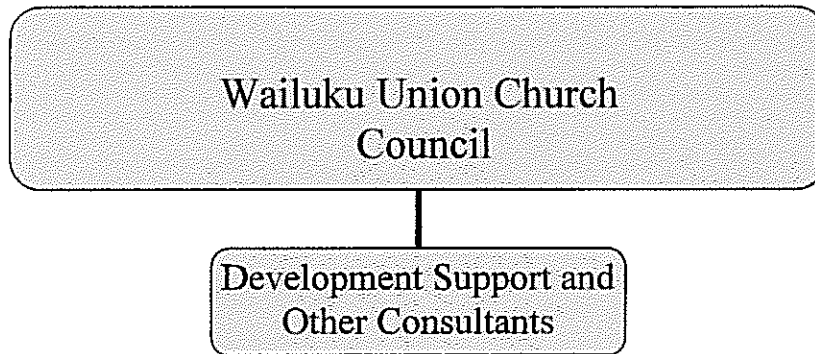 Wailuku Union Church
Council
Development Support and
Other Consultants